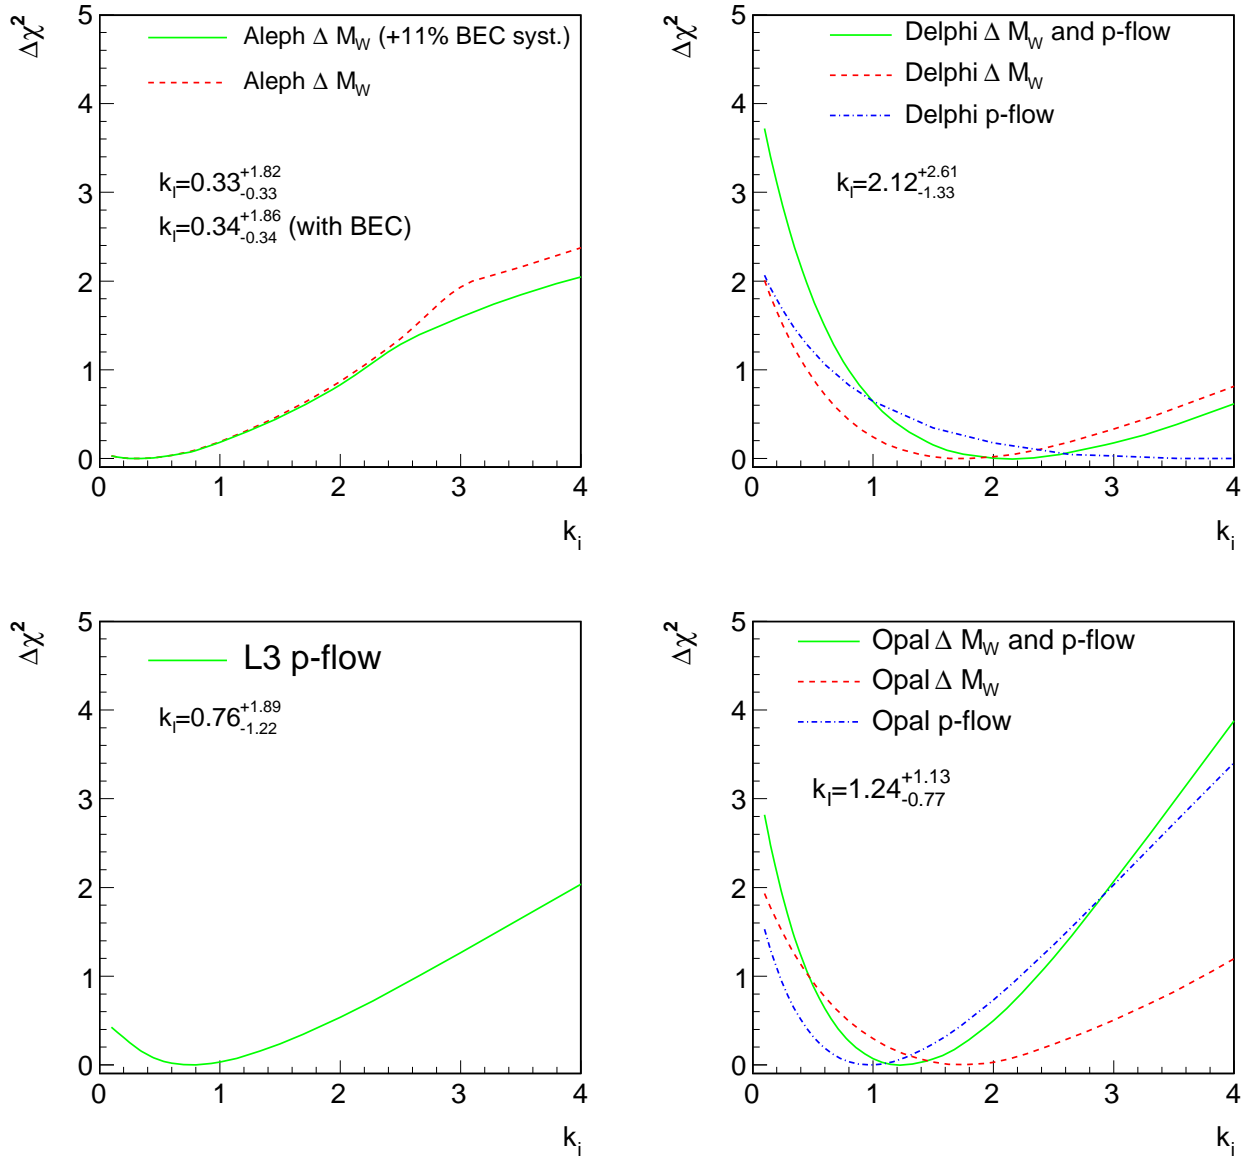 Δχ²
5
4
3
2
1
0
Aleph Δ M_W (+11% BEC syst.)
Aleph Δ M_W
k_I=0.33 +1.82 -0.33
k_I=0.34 +1.86 -0.34 (with BEC)
0 1 2 3 4
k_i
Δχ²
5
4
3
2
1
0
Delphi Δ M_W and p-flow
Delphi Δ M_W
Delphi p-flow
k_I=2.12 +2.61 -1.33
0 1 2 3 4
k_i
Δχ²
5
4
3
2
1
0
L3 p-flow
k_I=0.76 +1.89 -1.22
0 1 2 3 4
k_i
Δχ²
5
4
3
2
1
0
Opal Δ M_W and p-flow
Opal Δ M_W
Opal p-flow
k_I=1.24 +1.13 -0.77
0 1 2 3 4
k_i